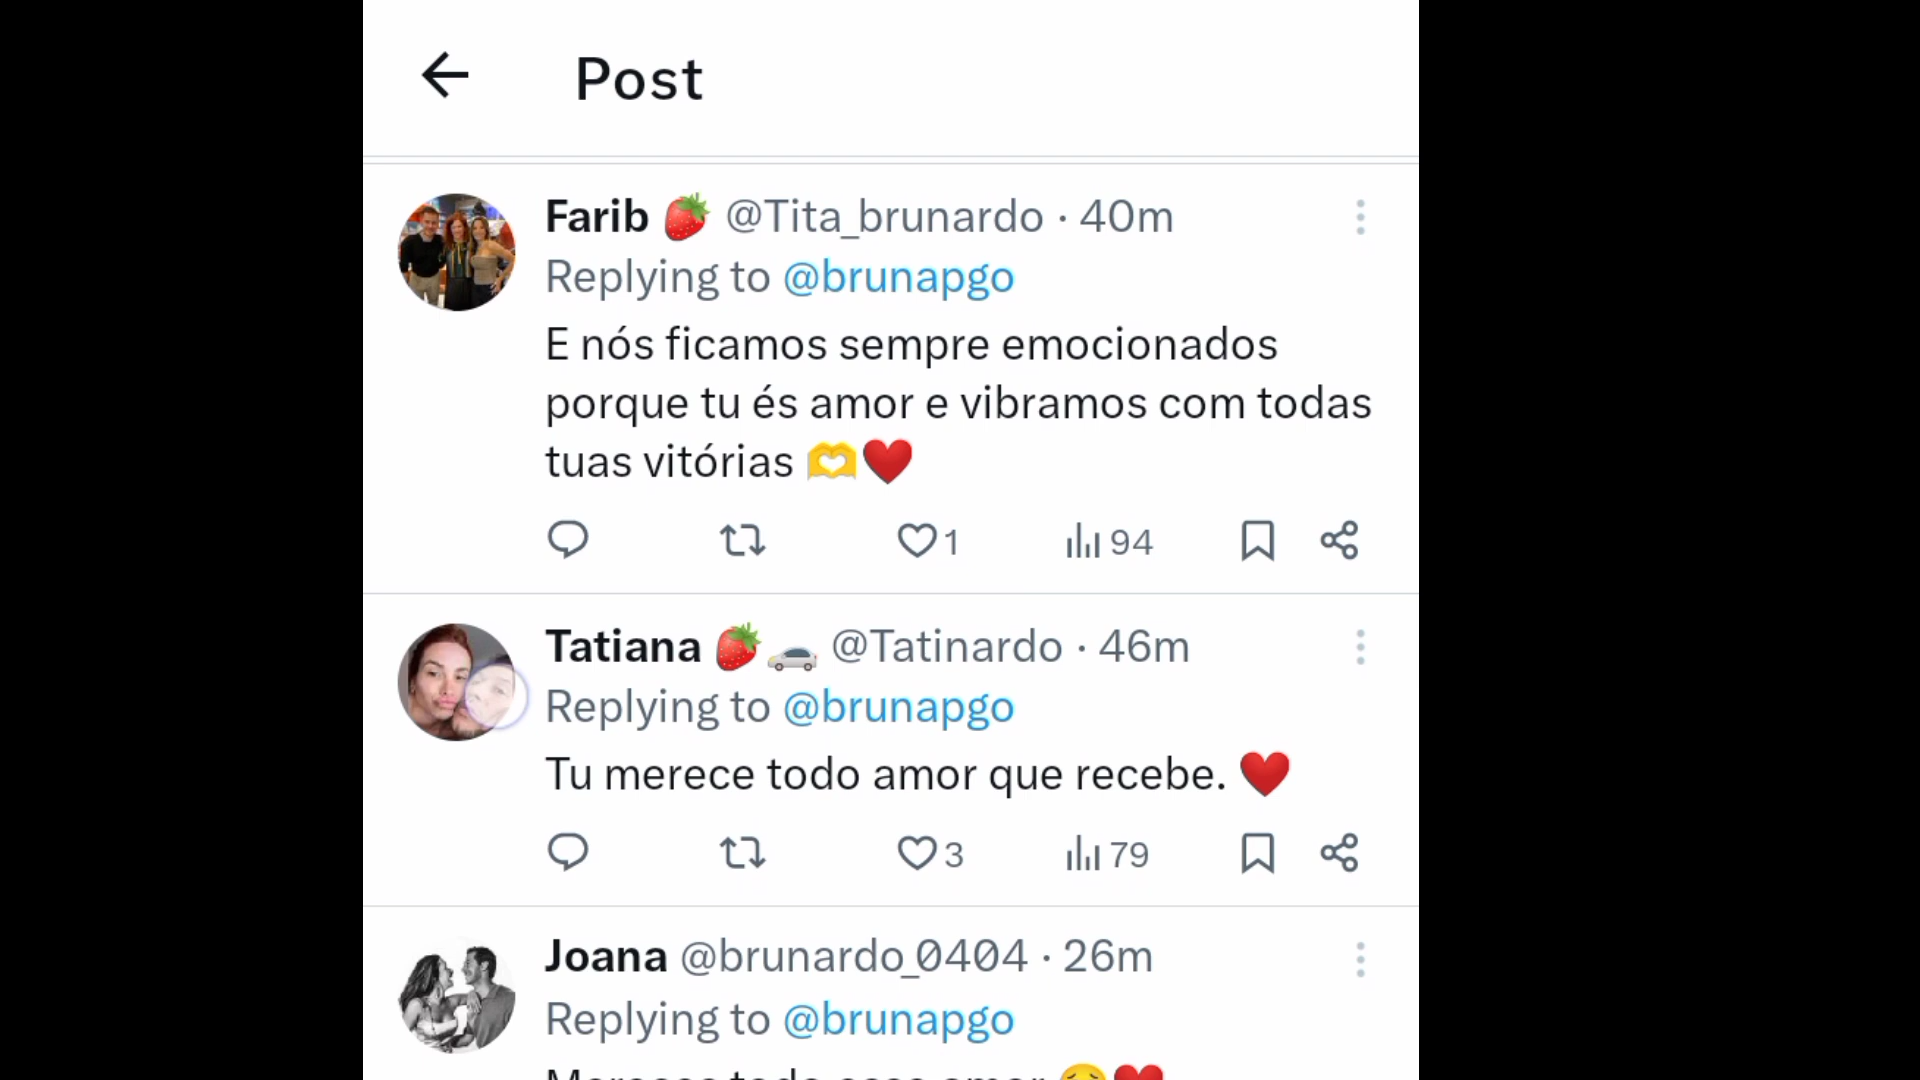 Post
Farib 🍓 @Tita_brunardo · 40m
Replying to @brunapgo
E nós ficamos sempre emocionados
porque tu és amor e vibramos com todas
tuas vitórias 🫶❤️
1 94
Tatiana 🍓🚗 @Tatinardo · 46m
Replying to @brunapgo
Tu merece todo amor que recebe. ❤️
3 79
Joana @brunardo_0404 · 26m
Replying to @brunapgo